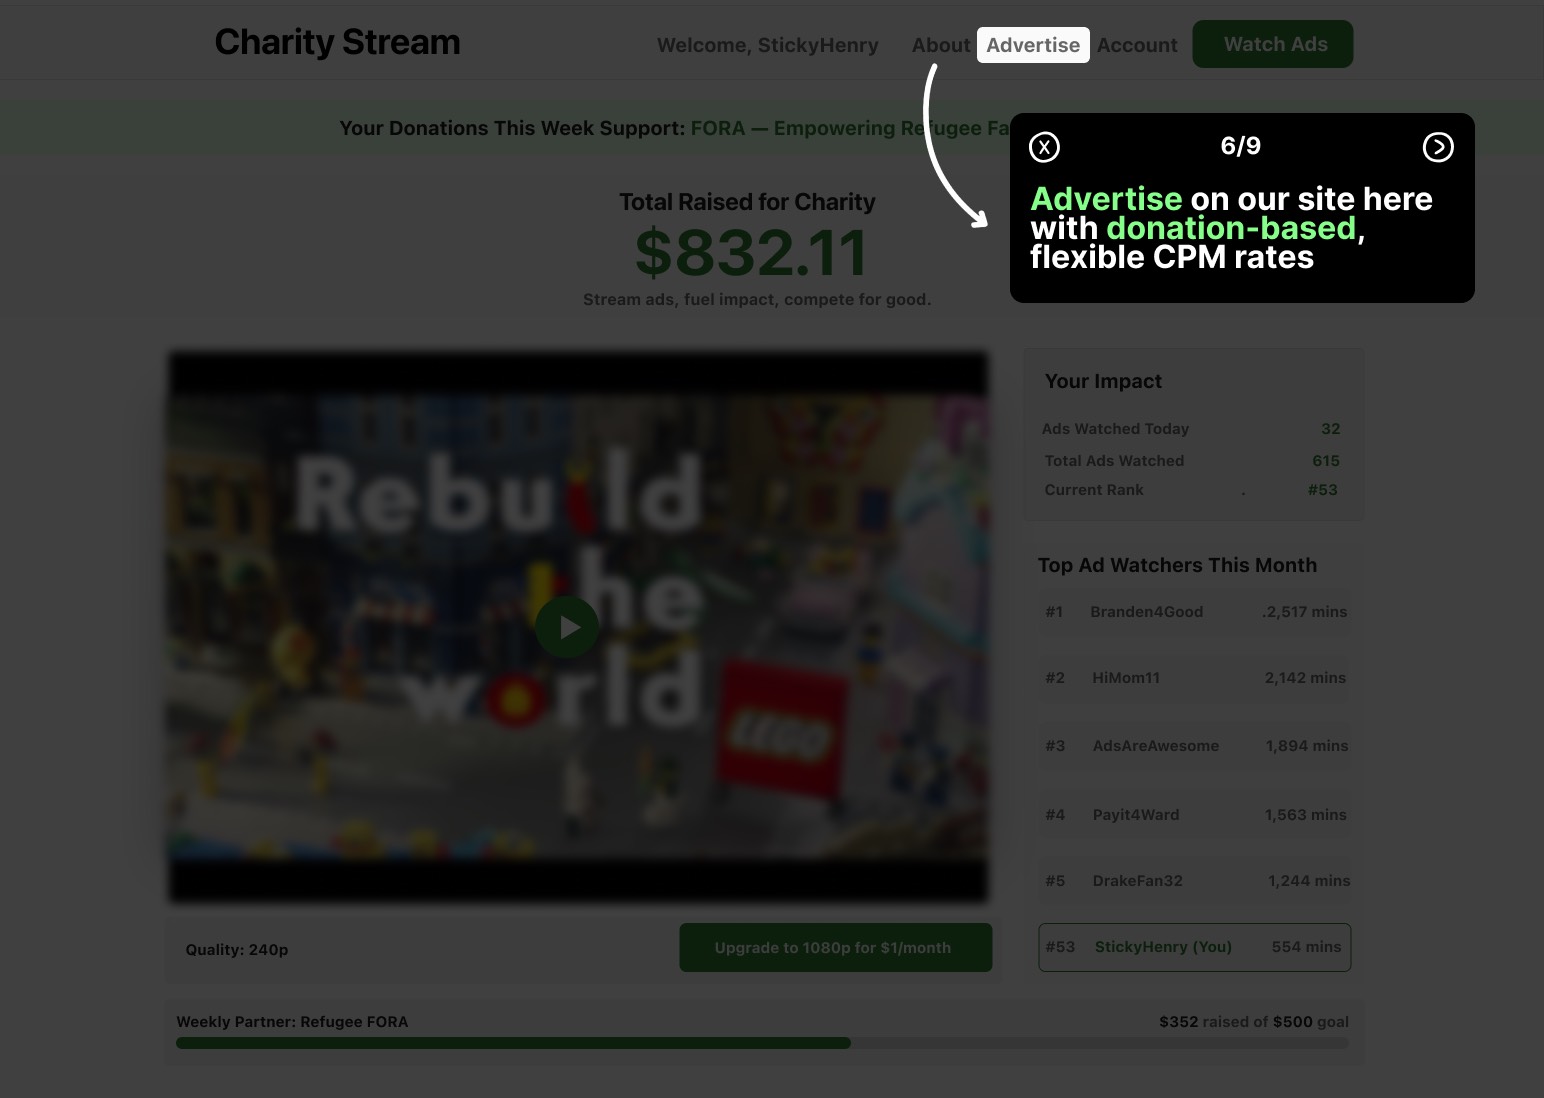 Charity Stream
Welcome, StickyHenry
About
Advertise
Account
Watch Ads
Your Donations This Week Support: FORA — Empowering Refugee Fa
X
6/9
>
Advertise on our site here
with donation-based,
flexible CPM rates
Total Raised for Charity
$832.11
Stream ads, fuel impact, compete for good.
Rebuild
the
world
LEGO
Your Impact
Ads Watched Today 32
Total Ads Watched 615
Current Rank . #53
Top Ad Watchers This Month
#1 Branden4Good .2,517 mins
#2 HiMom11 2,142 mins
#3 AdsAreAwesome 1,894 mins
#4 Payit4Ward 1,563 mins
#5 DrakeFan32 1,244 mins
#53 StickyHenry (You) 554 mins
Quality: 240p
Upgrade to 1080p for $1/month
Weekly Partner: Refugee FORA
$352 raised of $500 goal